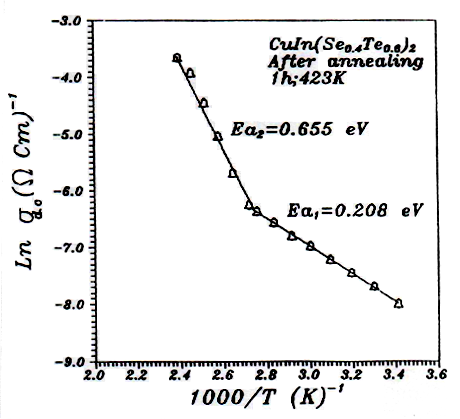 -3.0
CuIn(Se₀.₄Te₀.₆)₂
After annealing
1h;423K
-4.0
-5.0
Ea₂=0.655 eV
-6.0
Ea₁=0.208 eV
-7.0
-8.0
-9.0
Ln σd.c(Ω Cm)⁻¹
2.0 2.2 2.4 2.6 2.8 3.0 3.2 3.4 3.6
1000/T (K)⁻¹